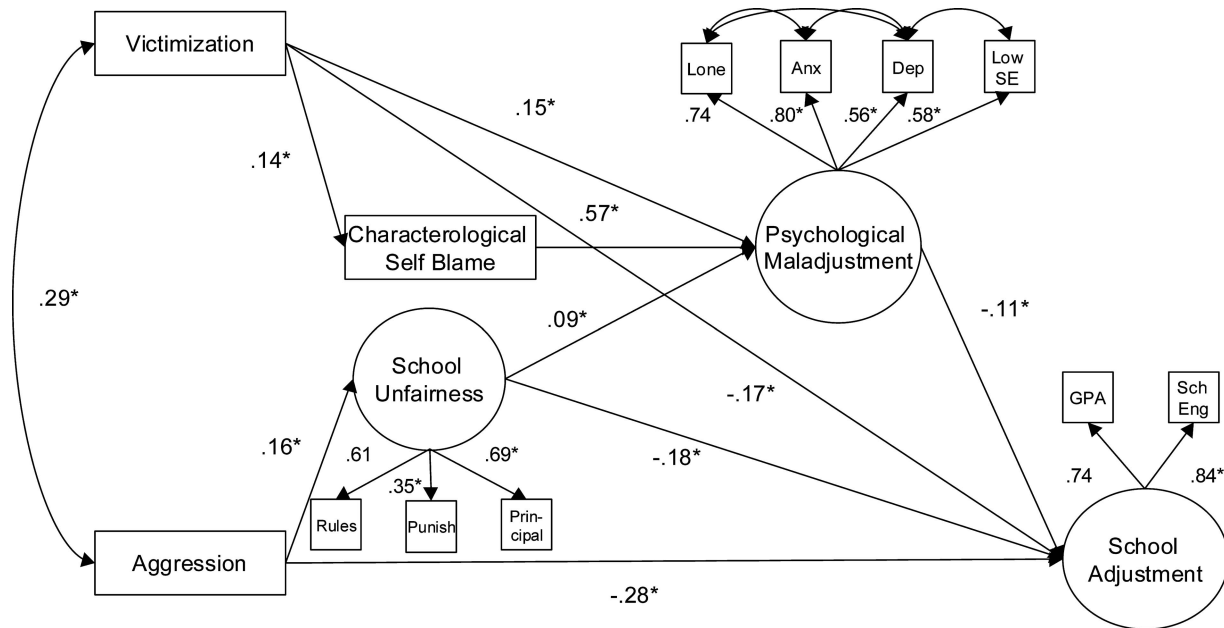 Victimization
Lone
Anx
Dep
Low
SE
.15*
.74
.80*
.56*
.58*
.14*
.57*
Characterological
Self Blame
Psychological
Maladjustment
.29*
.09*
-.11*
School
Unfairness
-.17*
GPA
Sch
Eng
.16*
.61
.35*
.69*
-.18*
.74
.84*
Rules
Punish
Prin-
cipal
Aggression
School
Adjustment
-.28*